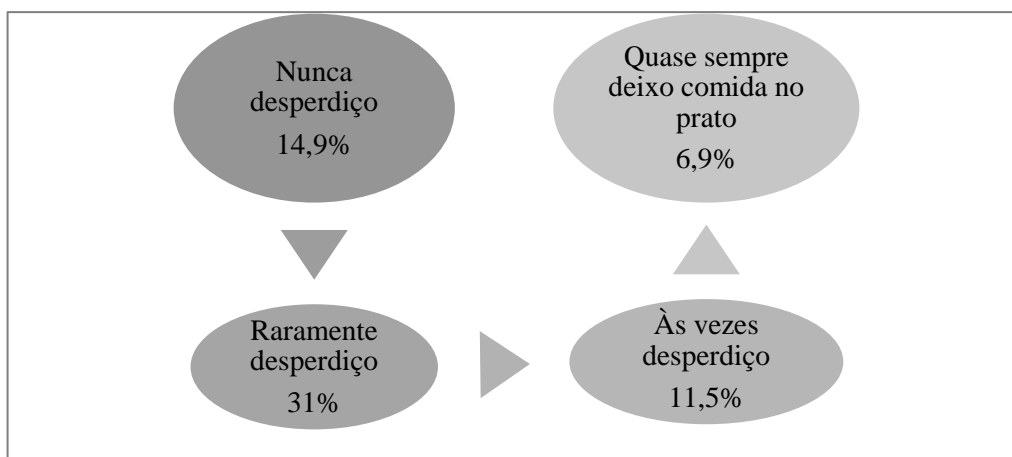 Nunca
desperdiço
14,9%
Raramente
desperdiço
31%
Às vezes
desperdiço
11,5%
Quase sempre
deixo comida no
prato
6,9%